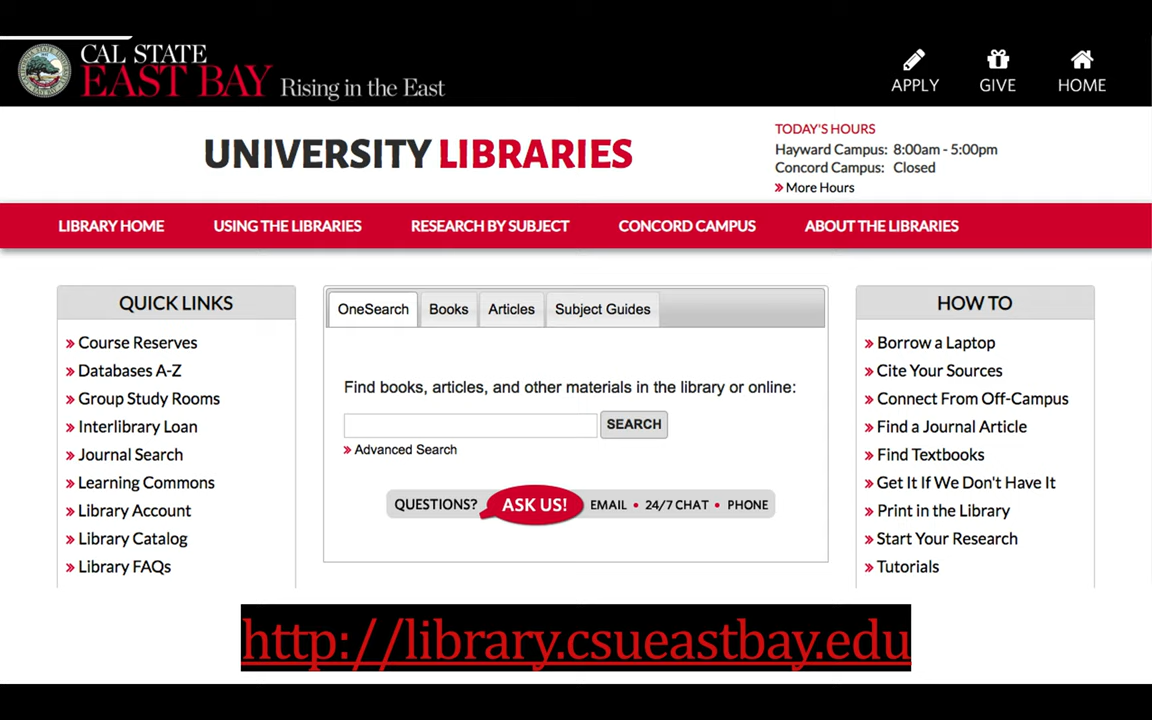 CAL STATE
EAST BAY Rising in the East
APPLY
GIVE
HOME
UNIVERSITY LIBRARIES
TODAY'S HOURS
Hayward Campus: 8:00am - 5:00pm
Concord Campus: Closed
» More Hours
LIBRARY HOME
USING THE LIBRARIES
RESEARCH BY SUBJECT
CONCORD CAMPUS
ABOUT THE LIBRARIES
QUICK LINKS
» Course Reserves
» Databases A-Z
» Group Study Rooms
» Interlibrary Loan
» Journal Search
» Learning Commons
» Library Account
» Library Catalog
» Library FAQs
OneSearch
Books
Articles
Subject Guides
Find books, articles, and other materials in the library or online:
SEARCH
» Advanced Search
QUESTIONS? ASK US! EMAIL • 24/7 CHAT • PHONE
HOW TO
» Borrow a Laptop
» Cite Your Sources
» Connect From Off-Campus
» Find a Journal Article
» Find Textbooks
» Get It If We Don't Have It
» Print in the Library
» Start Your Research
» Tutorials
http://library.csueastbay.edu